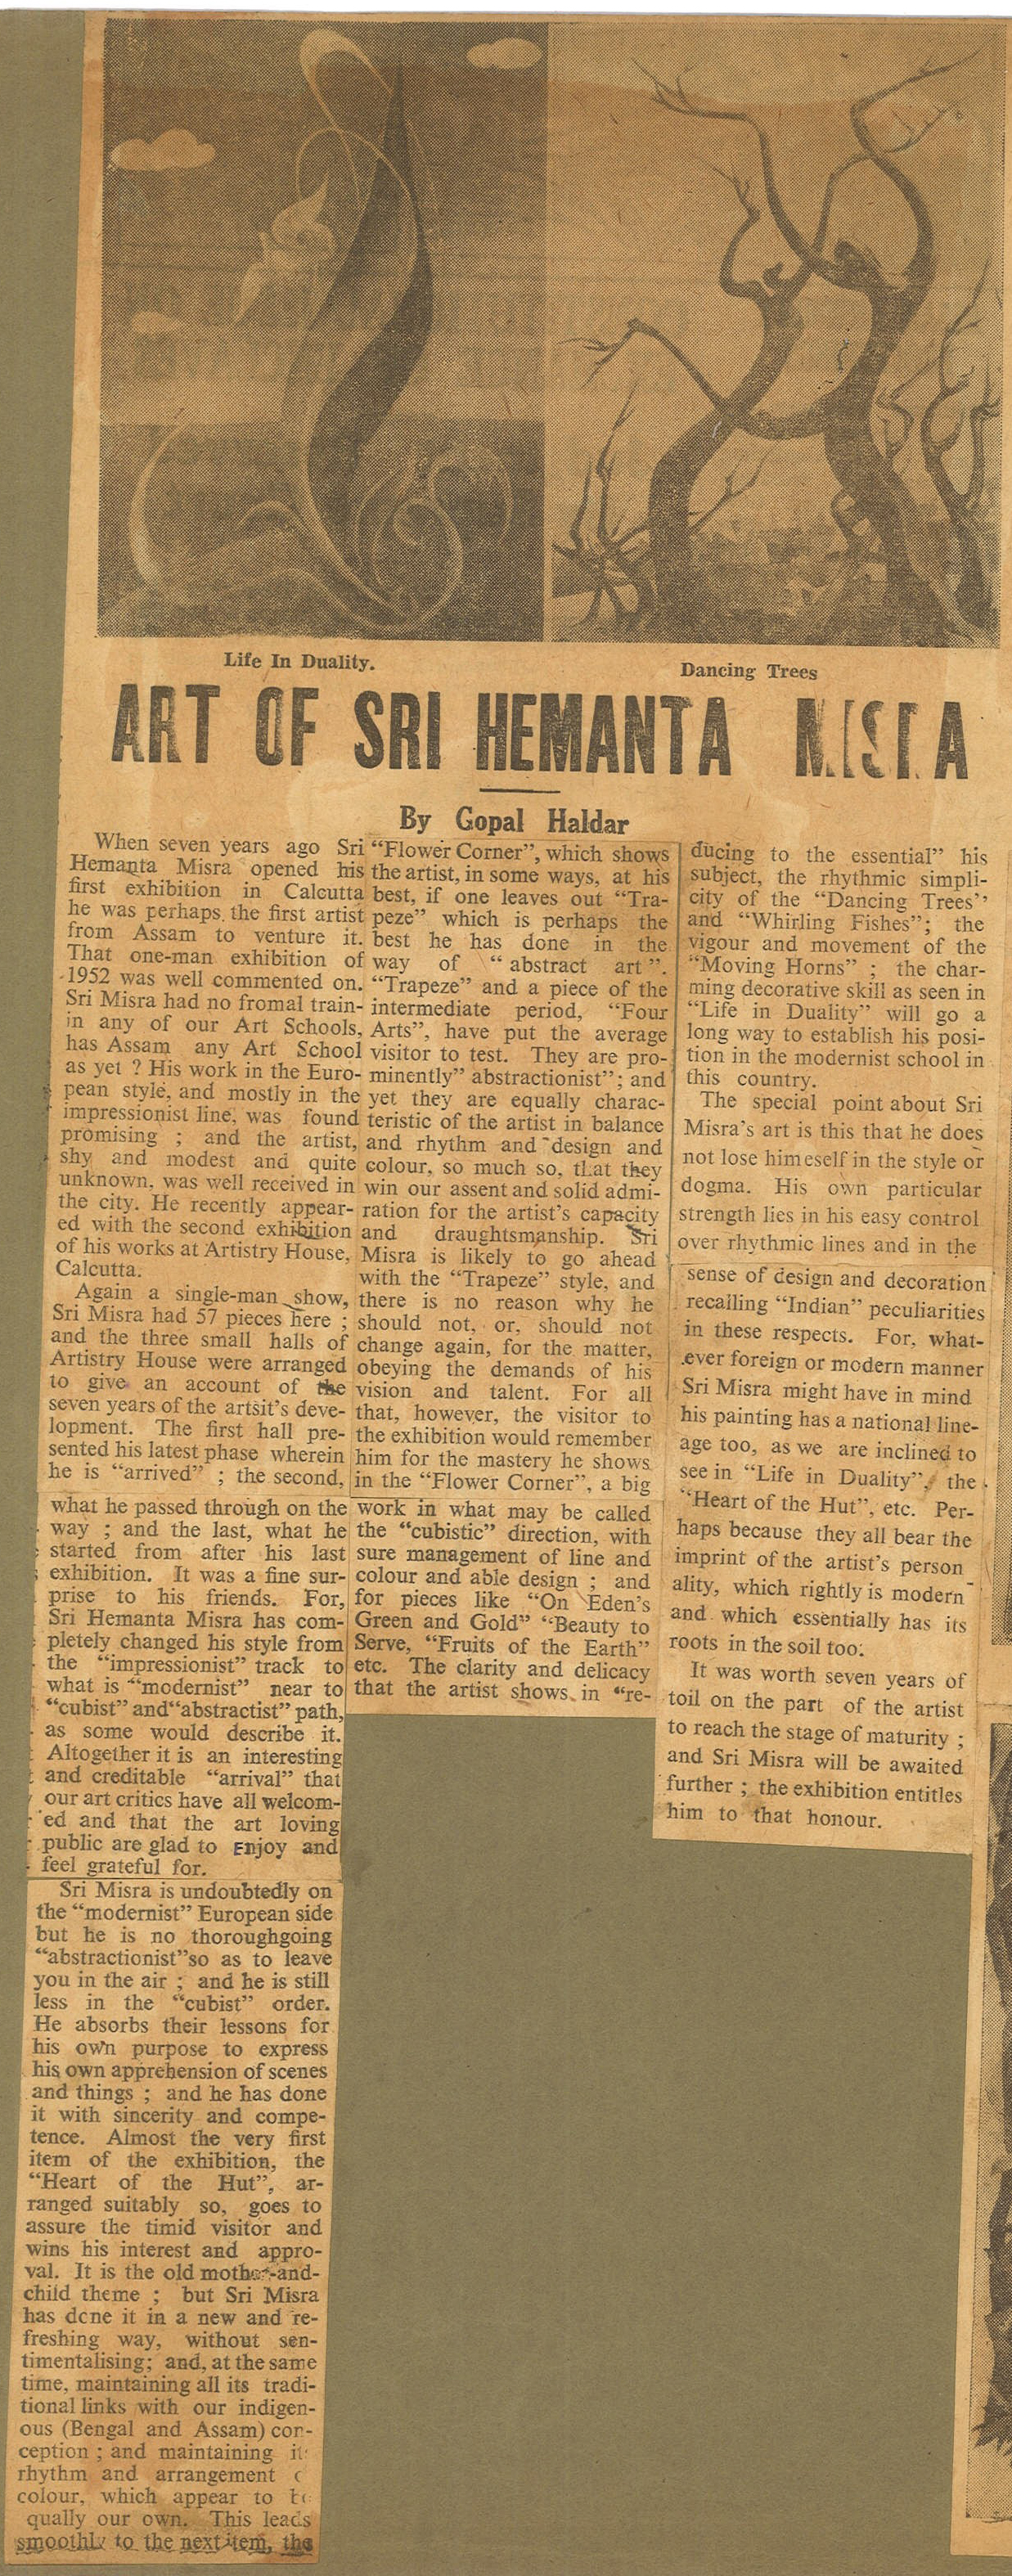 Life In Duality.
Dancing Trees
ART OF SRI HEMANTA MISRA
By Gopal Haldar
When seven years ago Sri
Hemanta Misra opened his
first exhibition in Calcutta
he was perhaps the first artist
from Assam to venture it.
That one-man exhibition of
1952 was well commented on.
Sri Misra had no fromal train-
in any of our Art Schools,
has Assam any Art School
as yet ? His work in the Euro-
pean style, and mostly in the
impressionist line, was found
promising ; and the artist,
shy and modest and quite
unknown, was well received in
the city. He recently appear-
ed with the second exhibition
of his works at Artistry House,
Calcutta.
Again a single-man show,
Sri Misra had 57 pieces here ;
and the three small halls of
Artistry House were arranged
to give an account of the
seven years of the artsit's deve-
lopment. The first hall pre-
sented his latest phase wherein
he is "arrived" ; the second,
what he passed through on the
way ; and the last, what he
started from after his last
exhibition. It was a fine sur-
prise to his friends. For,
Sri Hemanta Misra has com-
pletely changed his style from
the "impressionist" track to
what is "modernist" near to
"cubist" and"abstractist" path,
as some would describe it.
Altogether it is an interesting
and creditable "arrival" that
our art critics have all welcom-
ed and that the art loving
public are glad to Enjoy and
feel grateful for.
Sri Misra is undoubtedly on
the "modernist" European side
but he is no thoroughgoing
"abstractionist"so as to leave
you in the air ; and he is still
less in the "cubist" order.
He absorbs their lessons for
his own purpose to express
his own apprehension of scenes
and things ; and he has done
it with sincerity and compe-
tence. Almost the very first
item of the exhibition, the
"Heart of the Hut", ar-
ranged suitably so, goes to
assure the timid visitor and
wins his interest and appro-
val. It is the old mother-and-
child theme ; but Sri Misra
has dcne it in a new and re-
freshing way, without sen-
timentalising; and, at the same
time, maintaining all its tradi-
tional links with our indigen-
ous (Bengal and Assam) con-
ception ; and maintaining
rhythm and arrangement
colour, which appear to
qually our own. This leads
smoothly to the next item, the
"Flower Corner", which shows
the artist, in some ways, at his
best, if one leaves out "Tra-
peze" which is perhaps the
best he has done in the
way of "abstract art".
"Trapeze" and a piece of the
intermediate period, "Four
Arts", have put the average
visitor to test. They are pro-
minently" abstractionist"; and
yet they are equally charac-
teristic of the artist in balance
and rhythm and design and
colour, so much so, that they
win our assent and solid admi-
ration for the artist's capacity
and draughtsmanship. Sri
Misra is likely to go ahead
with the "Trapeze" style, and
there is no reason why he
should not, or, should not
change again, for the matter,
obeying the demands of his
vision and talent. For all
that, however, the visitor to
the exhibition would remember
him for the mastery he shows
in the "Flower Corner", a big
work in what may be called
the "cubistic" direction, with
sure management of line and
colour and able design ; and
for pieces like "On Eden's
Green and Gold" "Beauty to
Serve, "Fruits of the Earth"
etc. The clarity and delicacy
that the artist shows in "re-
ducing to the essential" his
subject, the rhythmic simpli-
city of the "Dancing Trees"
and "Whirling Fishes"; the
vigour and movement of the
"Moving Horns" ; the char-
ming decorative skill as seen in
"Life in Duality" will go a
long way to establish his posi-
tion in the modernist school in
this country.
The special point about Sri
Misra's art is this that he does
not lose himeself in the style or
dogma. His own particular
strength lies in his easy control
over rhythmic lines and in the
sense of design and decoration
recalling "Indian" peculiarities
in these respects. For, what-
ever foreign or modern manner
Sri Misra might have in mind
his painting has a national line-
age too, as we are inclined to
see in "Life in Duality", the
"Heart of the Hut", etc. Per-
haps because they all bear the
imprint of the artist's person
ality, which rightly is modern
and which essentially has its
roots in the soil too.
It was worth seven years of
toil on the part of the artist
to reach the stage of maturity ;
and Sri Misra will be awaited
further ; the exhibition entitles
him to that honour.